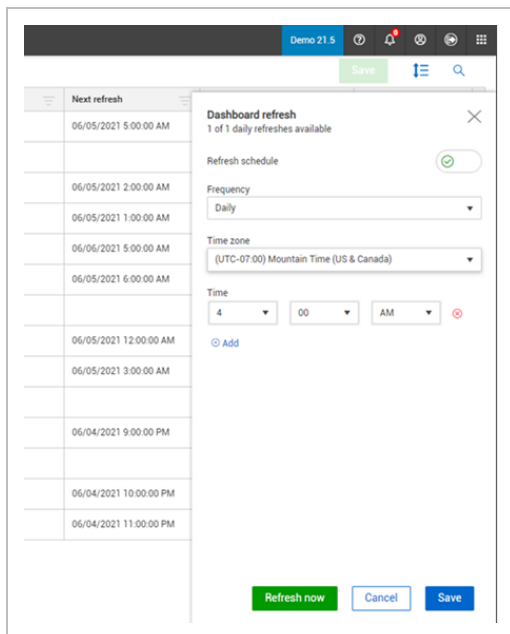 Demo 21.5
Save
Next refresh
06/05/2021 5:00:00 AM
06/05/2021 2:00:00 AM
06/05/2021 1:00:00 AM
06/06/2021 5:00:00 AM
06/05/2021 6:00:00 AM
06/05/2021 12:00:00 AM
06/05/2021 3:00:00 AM
06/04/2021 9:00:00 PM
06/04/2021 10:00:00 PM
06/04/2021 11:00:00 PM
Dashboard refresh
1 of 1 daily refreshes available
Refresh schedule
Frequency
Daily
Time zone
(UTC-07:00) Mountain Time (US & Canada)
Time
4 00 AM
Add
Refresh now Cancel Save